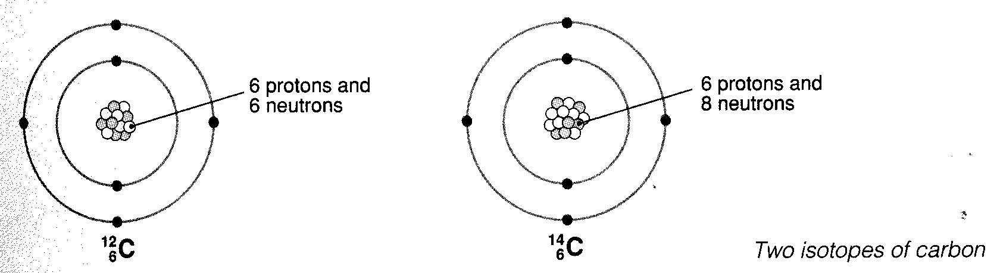 6 protons and
6 neutrons
6 protons and
8 neutrons
¹²₆C
¹⁴₆C
Two isotopes of carbon